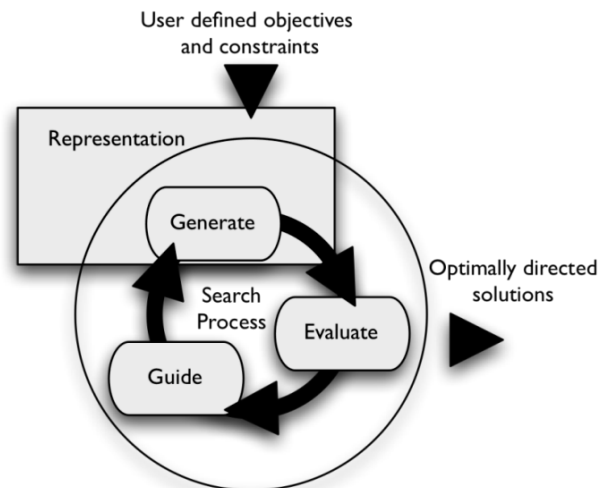 User defined objectives
and constraints
Representation
Generate
Search
Process
Evaluate
Guide
Optimally directed
solutions